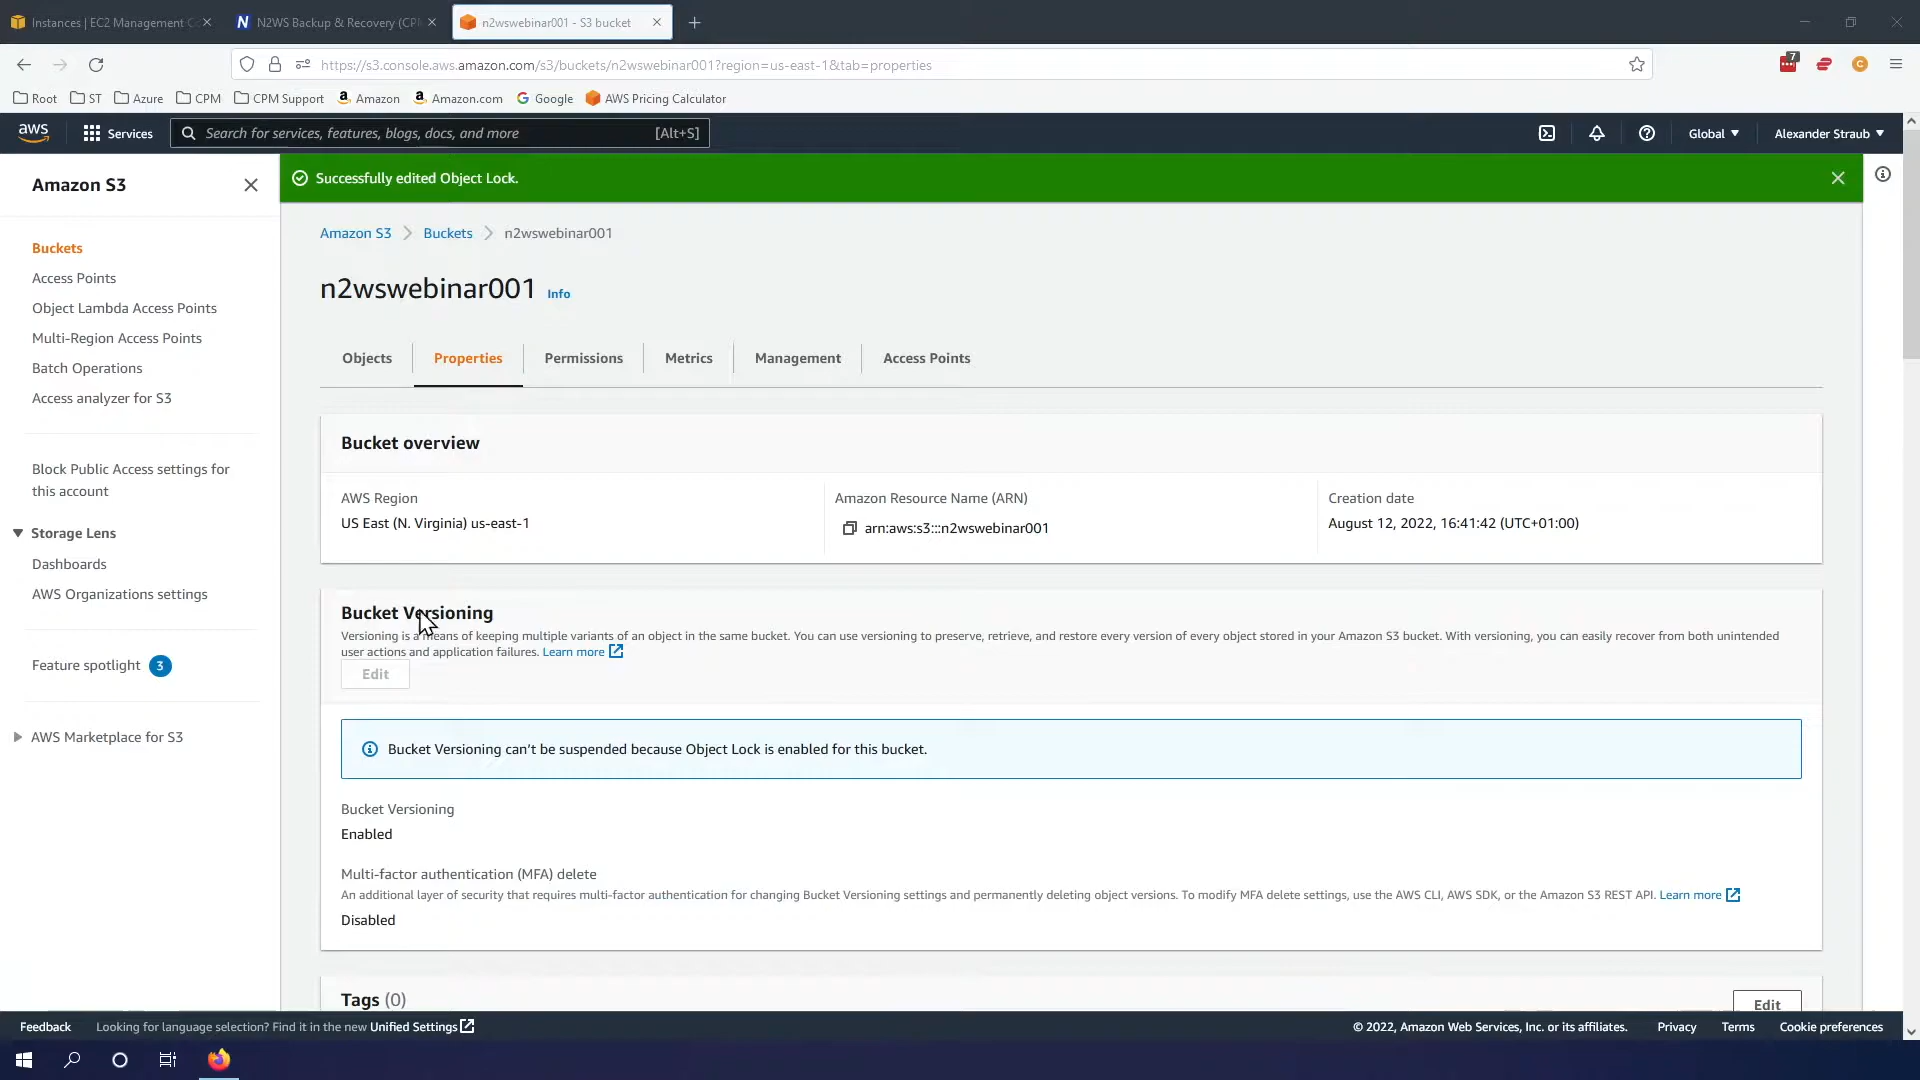 Instances | EC2 Management C
N2WS Backup & Recovery (CP
n2wswebinar001 - S3 bucket
https://s3.console.aws.amazon.com/s3/buckets/n2wswebinar001?region=us-east-1&tab=properties
7
C
Root
ST
Azure
CPM
CPM Support
Amazon
Amazon.com
Google
AWS Pricing Calculator
aws
Services
Search for services, features, blogs, docs, and more
[Alt+S]
Global
Alexander Straub
Amazon S3
Successfully edited Object Lock.
Buckets
Access Points
Object Lambda Access Points
Multi-Region Access Points
Batch Operations
Access analyzer for S3
Block Public Access settings for
this account
Storage Lens
Dashboards
AWS Organizations settings
Feature spotlight 3
AWS Marketplace for S3
Amazon S3 > Buckets > n2wswebinar001
n2wswebinar001 Info
Objects
Properties
Permissions
Metrics
Management
Access Points
Bucket overview
AWS Region
US East (N. Virginia) us-east-1
Amazon Resource Name (ARN)
arn:aws:s3:::n2wswebinar001
Creation date
August 12, 2022, 16:41:42 (UTC+01:00)
Bucket Versioning
Versioning is a means of keeping multiple variants of an object in the same bucket. You can use versioning to preserve, retrieve, and restore every version of every object stored in your Amazon S3 bucket. With versioning, you can easily recover from both unintended
user actions and application failures. Learn more
Edit
Bucket Versioning can't be suspended because Object Lock is enabled for this bucket.
Bucket Versioning
Enabled
Multi-factor authentication (MFA) delete
An additional layer of security that requires multi-factor authentication for changing Bucket Versioning settings and permanently deleting object versions. To modify MFA delete settings, use the AWS CLI, AWS SDK, or the Amazon S3 REST API. Learn more
Disabled
Tags (0)
Edit
Feedback
Looking for language selection? Find it in the new Unified Settings
© 2022, Amazon Web Services, Inc. or its affiliates.
Privacy
Terms
Cookie preferences